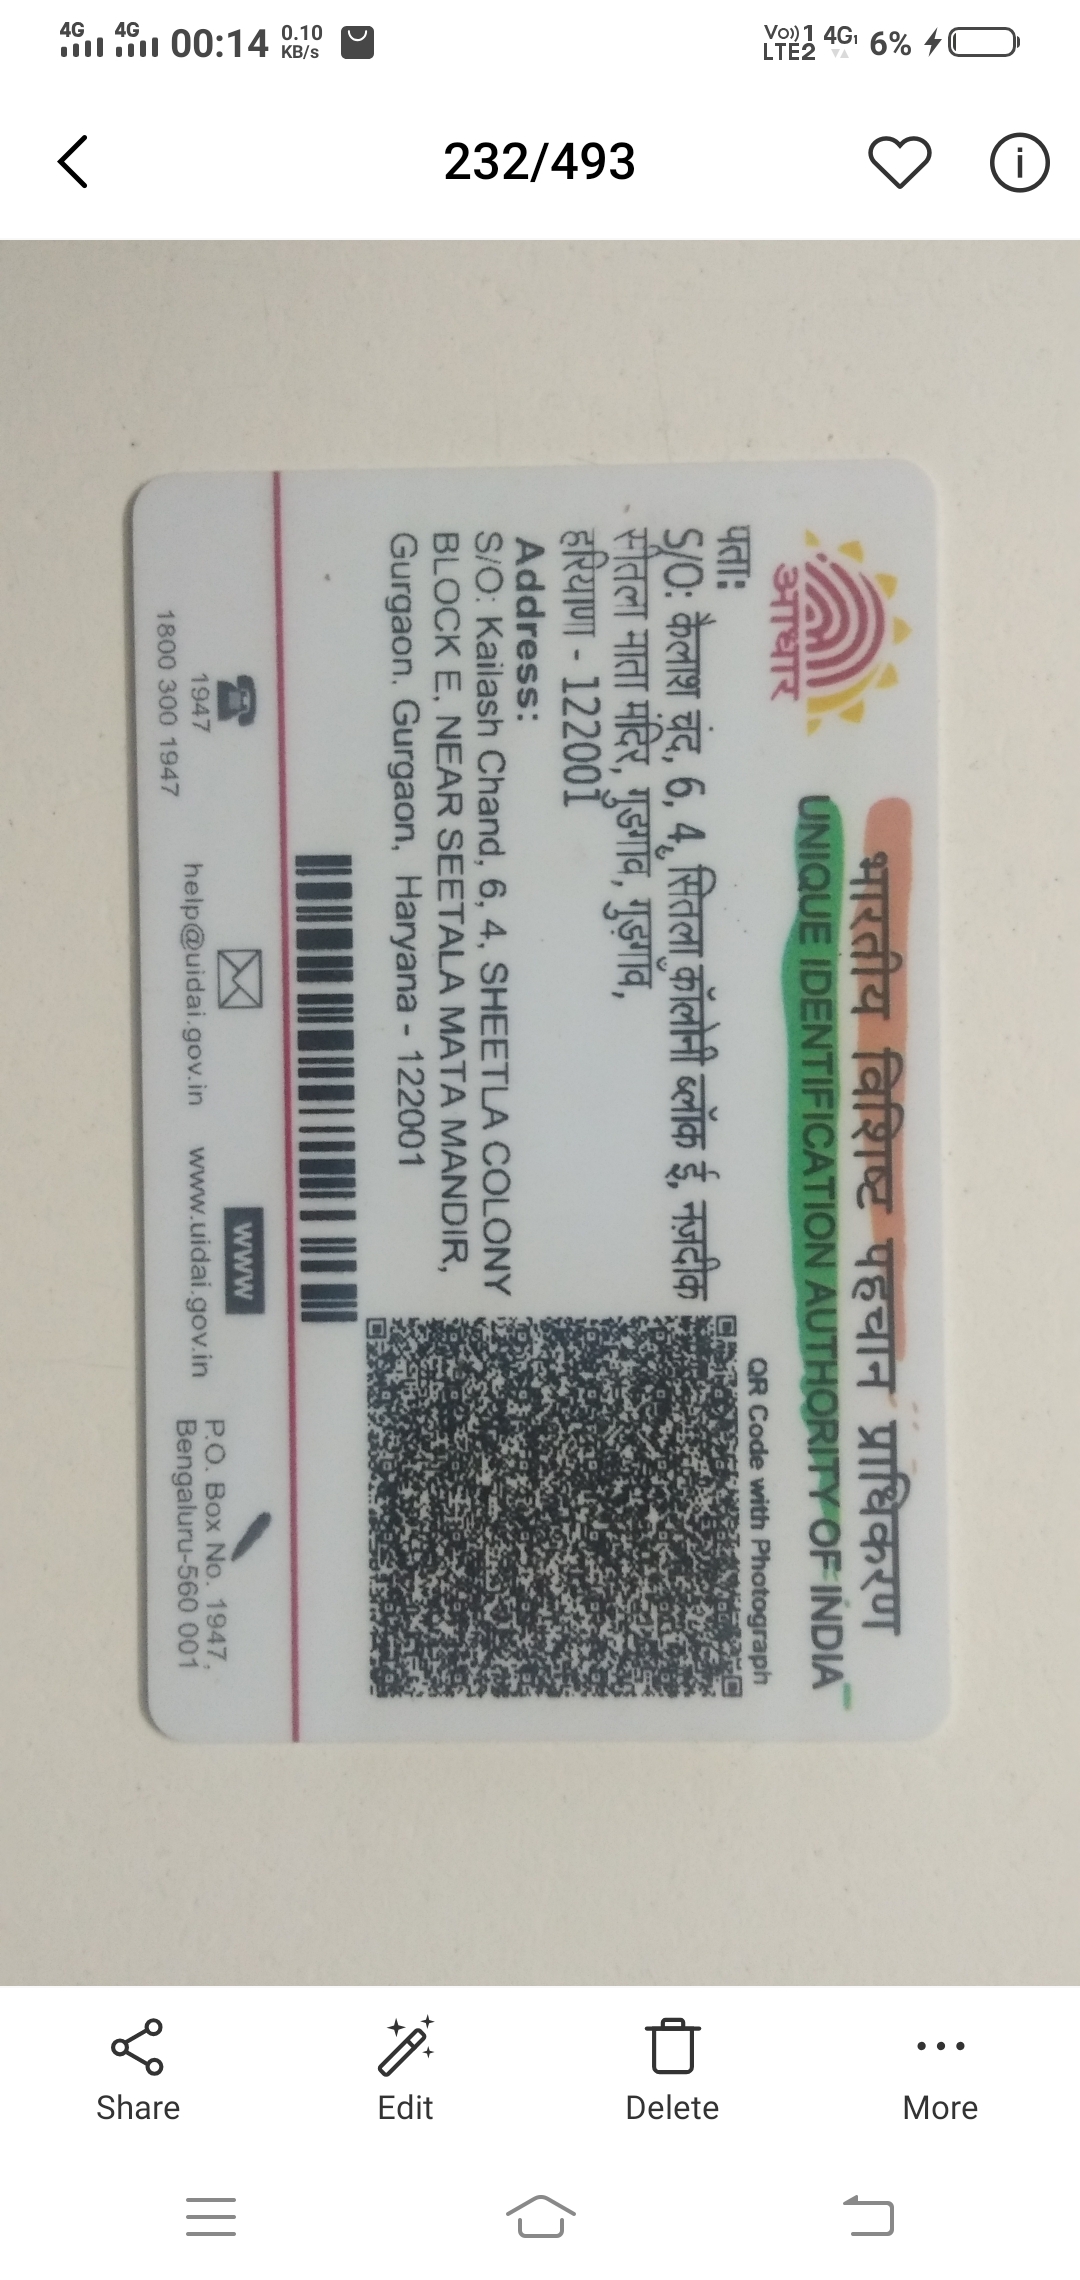 4G 4G 00:14 0.10 KB/s
Vo)) 1 LTE2 4G1 6%
232/493
आधार
भारतीय विशिष्ट पहचान प्राधिकरण
UNIQUE IDENTIFICATION AUTHORITY OF INDIA
QR Code with Photograph
पता:
S/O: कैलाश चंद, 6, 4, सितला कॉलोनी ब्लॉक ई, नज़दीक
सीतला माता मंदिर, गुडगाव, गुड़गाव,
हरियाणा - 122001
Address:
S/O: Kailash Chand, 6, 4, SHEETLA COLONY
BLOCK E, NEAR SEETALA MATA MANDIR,
Gurgaon, Gurgaon, Haryana - 122001
1947
1800 300 1947
help@uidai.gov.in
www
www.uidai.gov.in
P.O. Box No. 1947,
Bengaluru-560 001
Share Edit Delete More